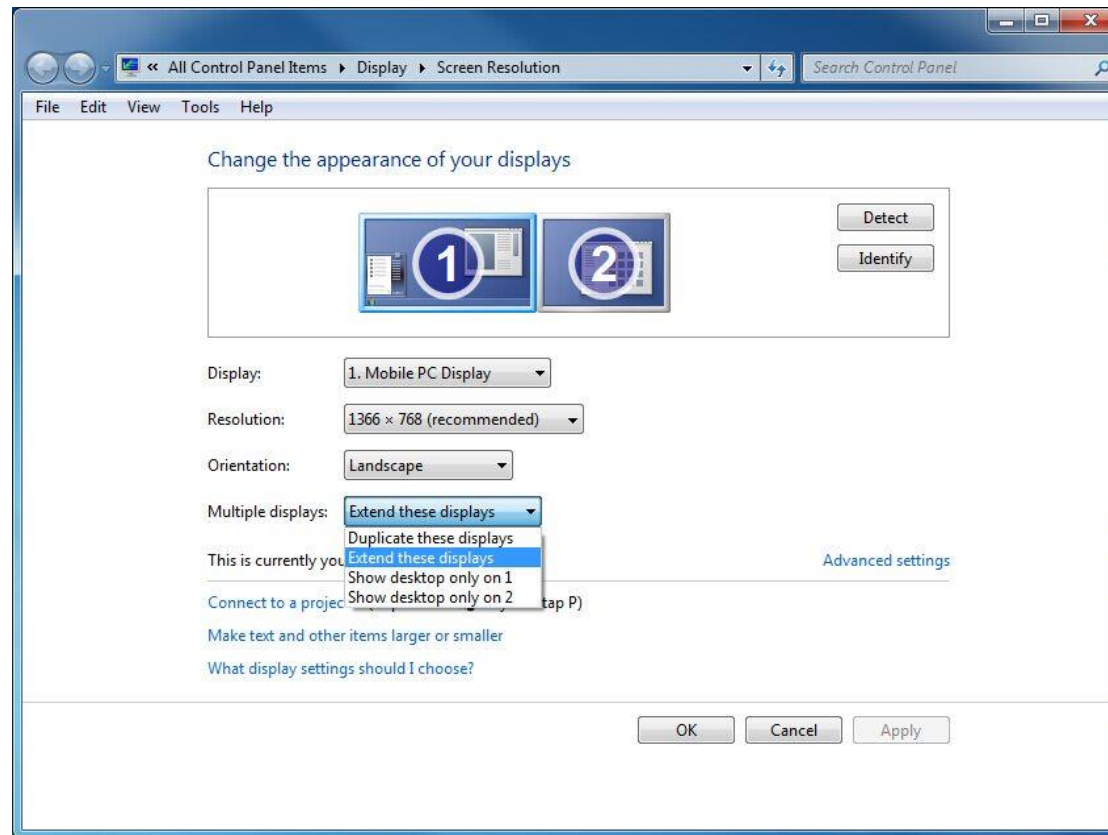 « All Control Panel Items ▸ Display ▸ Screen Resolution
Search Control Panel
File Edit View Tools Help
Change the appearance of your displays
1 2
Detect
Identify
Display: 1. Mobile PC Display
Resolution: 1366 × 768 (recommended)
Orientation: Landscape
Multiple displays: Extend these displays
Duplicate these displays
Extend these displays
Show desktop only on 1
Show desktop only on 2
This is currently Advanced settings
Connect to a tap P)
Make text and other items larger or smaller
What display settings should I choose?
OK Cancel Apply